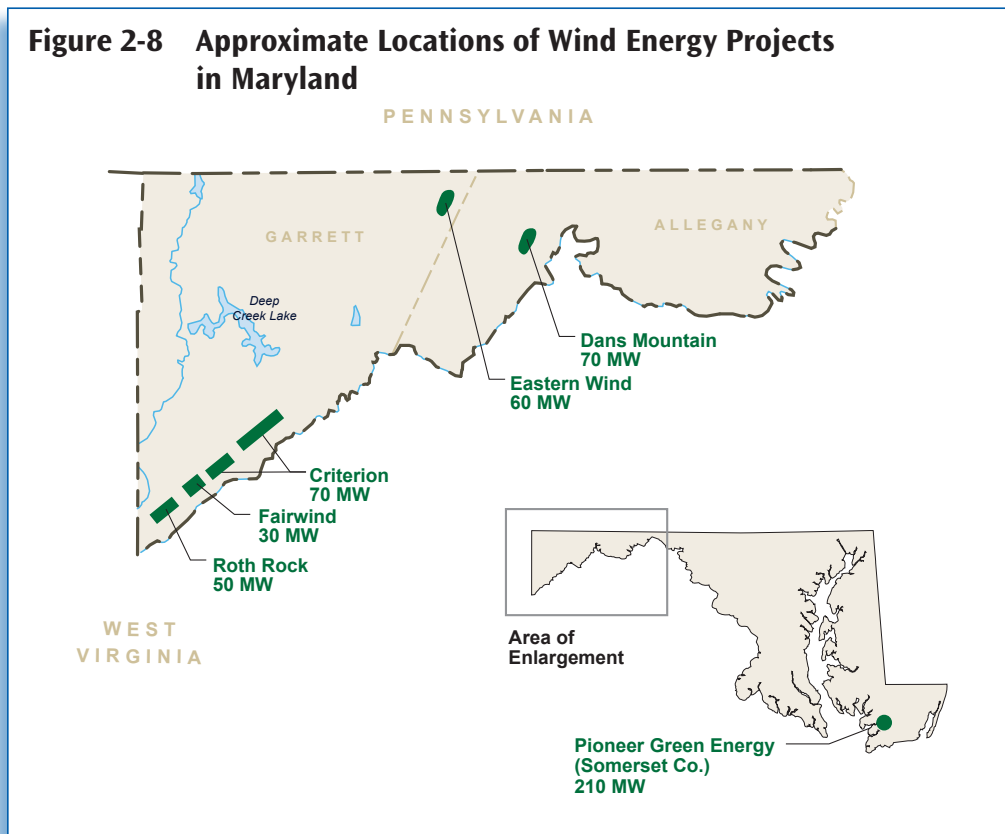 Figure 2-8 Approximate Locations of Wind Energy Projects
in Maryland
PENNSYLVANIA
GARRETT
ALLEGANY
Deep
Creek Lake
Dans Mountain
70 MW
Eastern Wind
60 MW
Criterion
70 MW
Fairwind
30 MW
Roth Rock
50 MW
WEST
VIRGINIA
Area of
Enlargement
Pioneer Green Energy
(Somerset Co.)
210 MW